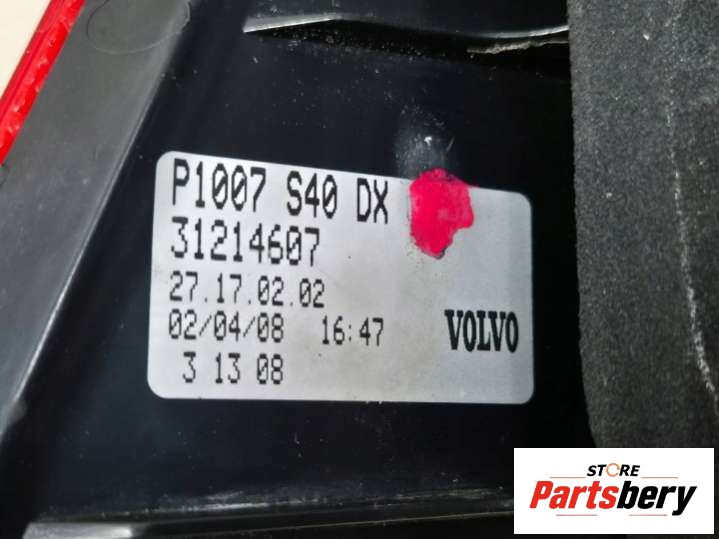 P1007 S40 DX
31214607
27.17.02.02
02/04/08 16:47
3 13 08
VOLVO
STORE
Partsbery